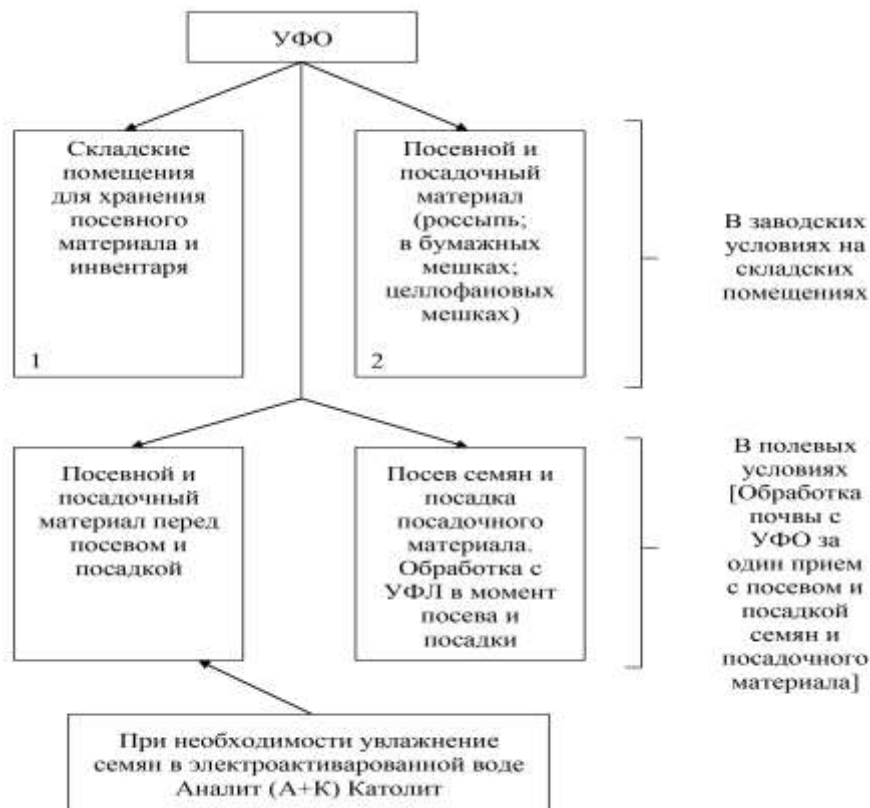 УФО
Складские
помещения
для хранения
посевного
материала и
инвентаря
1
Посевной и
посадочный
материал
(россыпь;
в бумажных
мешках;
целлофановых
мешках)
2
В заводских
условиях на
складских
помещениях
Посевной и
посадочный
материал перед
посевом и
посадкой
Посев семян и
посадка
посадочного
материала.
Обработка с
УФЛ в момент
посева и
посадки
В полевых
условиях
[Обработка
почвы с
УФО за
один прием
с посевом и
посадкой
семян и
посадочного
материала]
При необходимости увлажнение
семян в электроактиварованной воде
Аналит (А+К) Католит